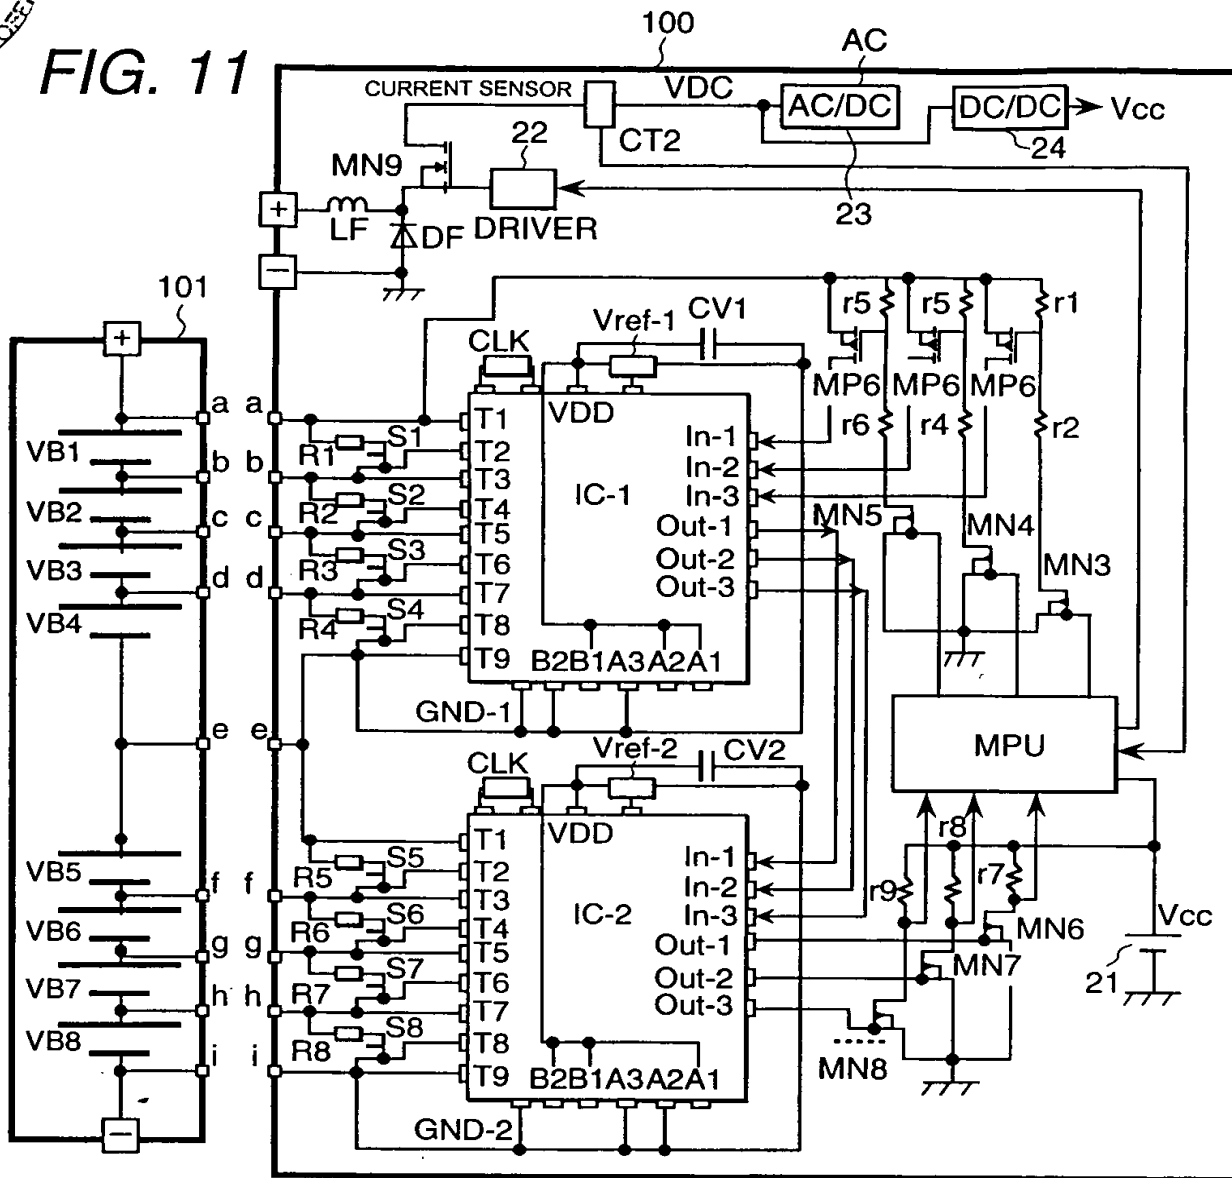 FIG. 11
100
AC
CURRENT SENSOR
VDC
AC/DC
DC/DC
Vcc
CT2
22
24
MN9
23
+
LF
DF
DRIVER
−
101
+
r5
r5
r1
CV1
Vref-1
CLK
MP6
MP6
MP6
VDD
a
a
T1
S1
r6
r4
r2
VB1
R1
T2
In-1
b
b
T3
In-2
S2
IC-1
VB2
R2
T4
In-3
c
c
T5
MN5
Out-1
MN4
S3
VB3
R3
T6
Out-2
MN3
d
d
T7
Out-3
S4
VB4
R4
T8
T9
B2
B1
A3
A2
A1
GND-1
e
e
MPU
Vref-2
CV2
CLK
VDD
T1
r8
S5
In-1
VB5
R5
T2
r7
f
f
T3
In-2
r9
S6
In-3
IC-2
Vcc
VB6
R6
T4
MN6
g
g
T5
Out-1
MN7
S7
Out-2
21
VB7
R7
T6
h
h
T7
Out-3
S8
VB8
R8
T8
MN8
i
i
T9
B2
B1
A3
A2
A1
GND-2
−